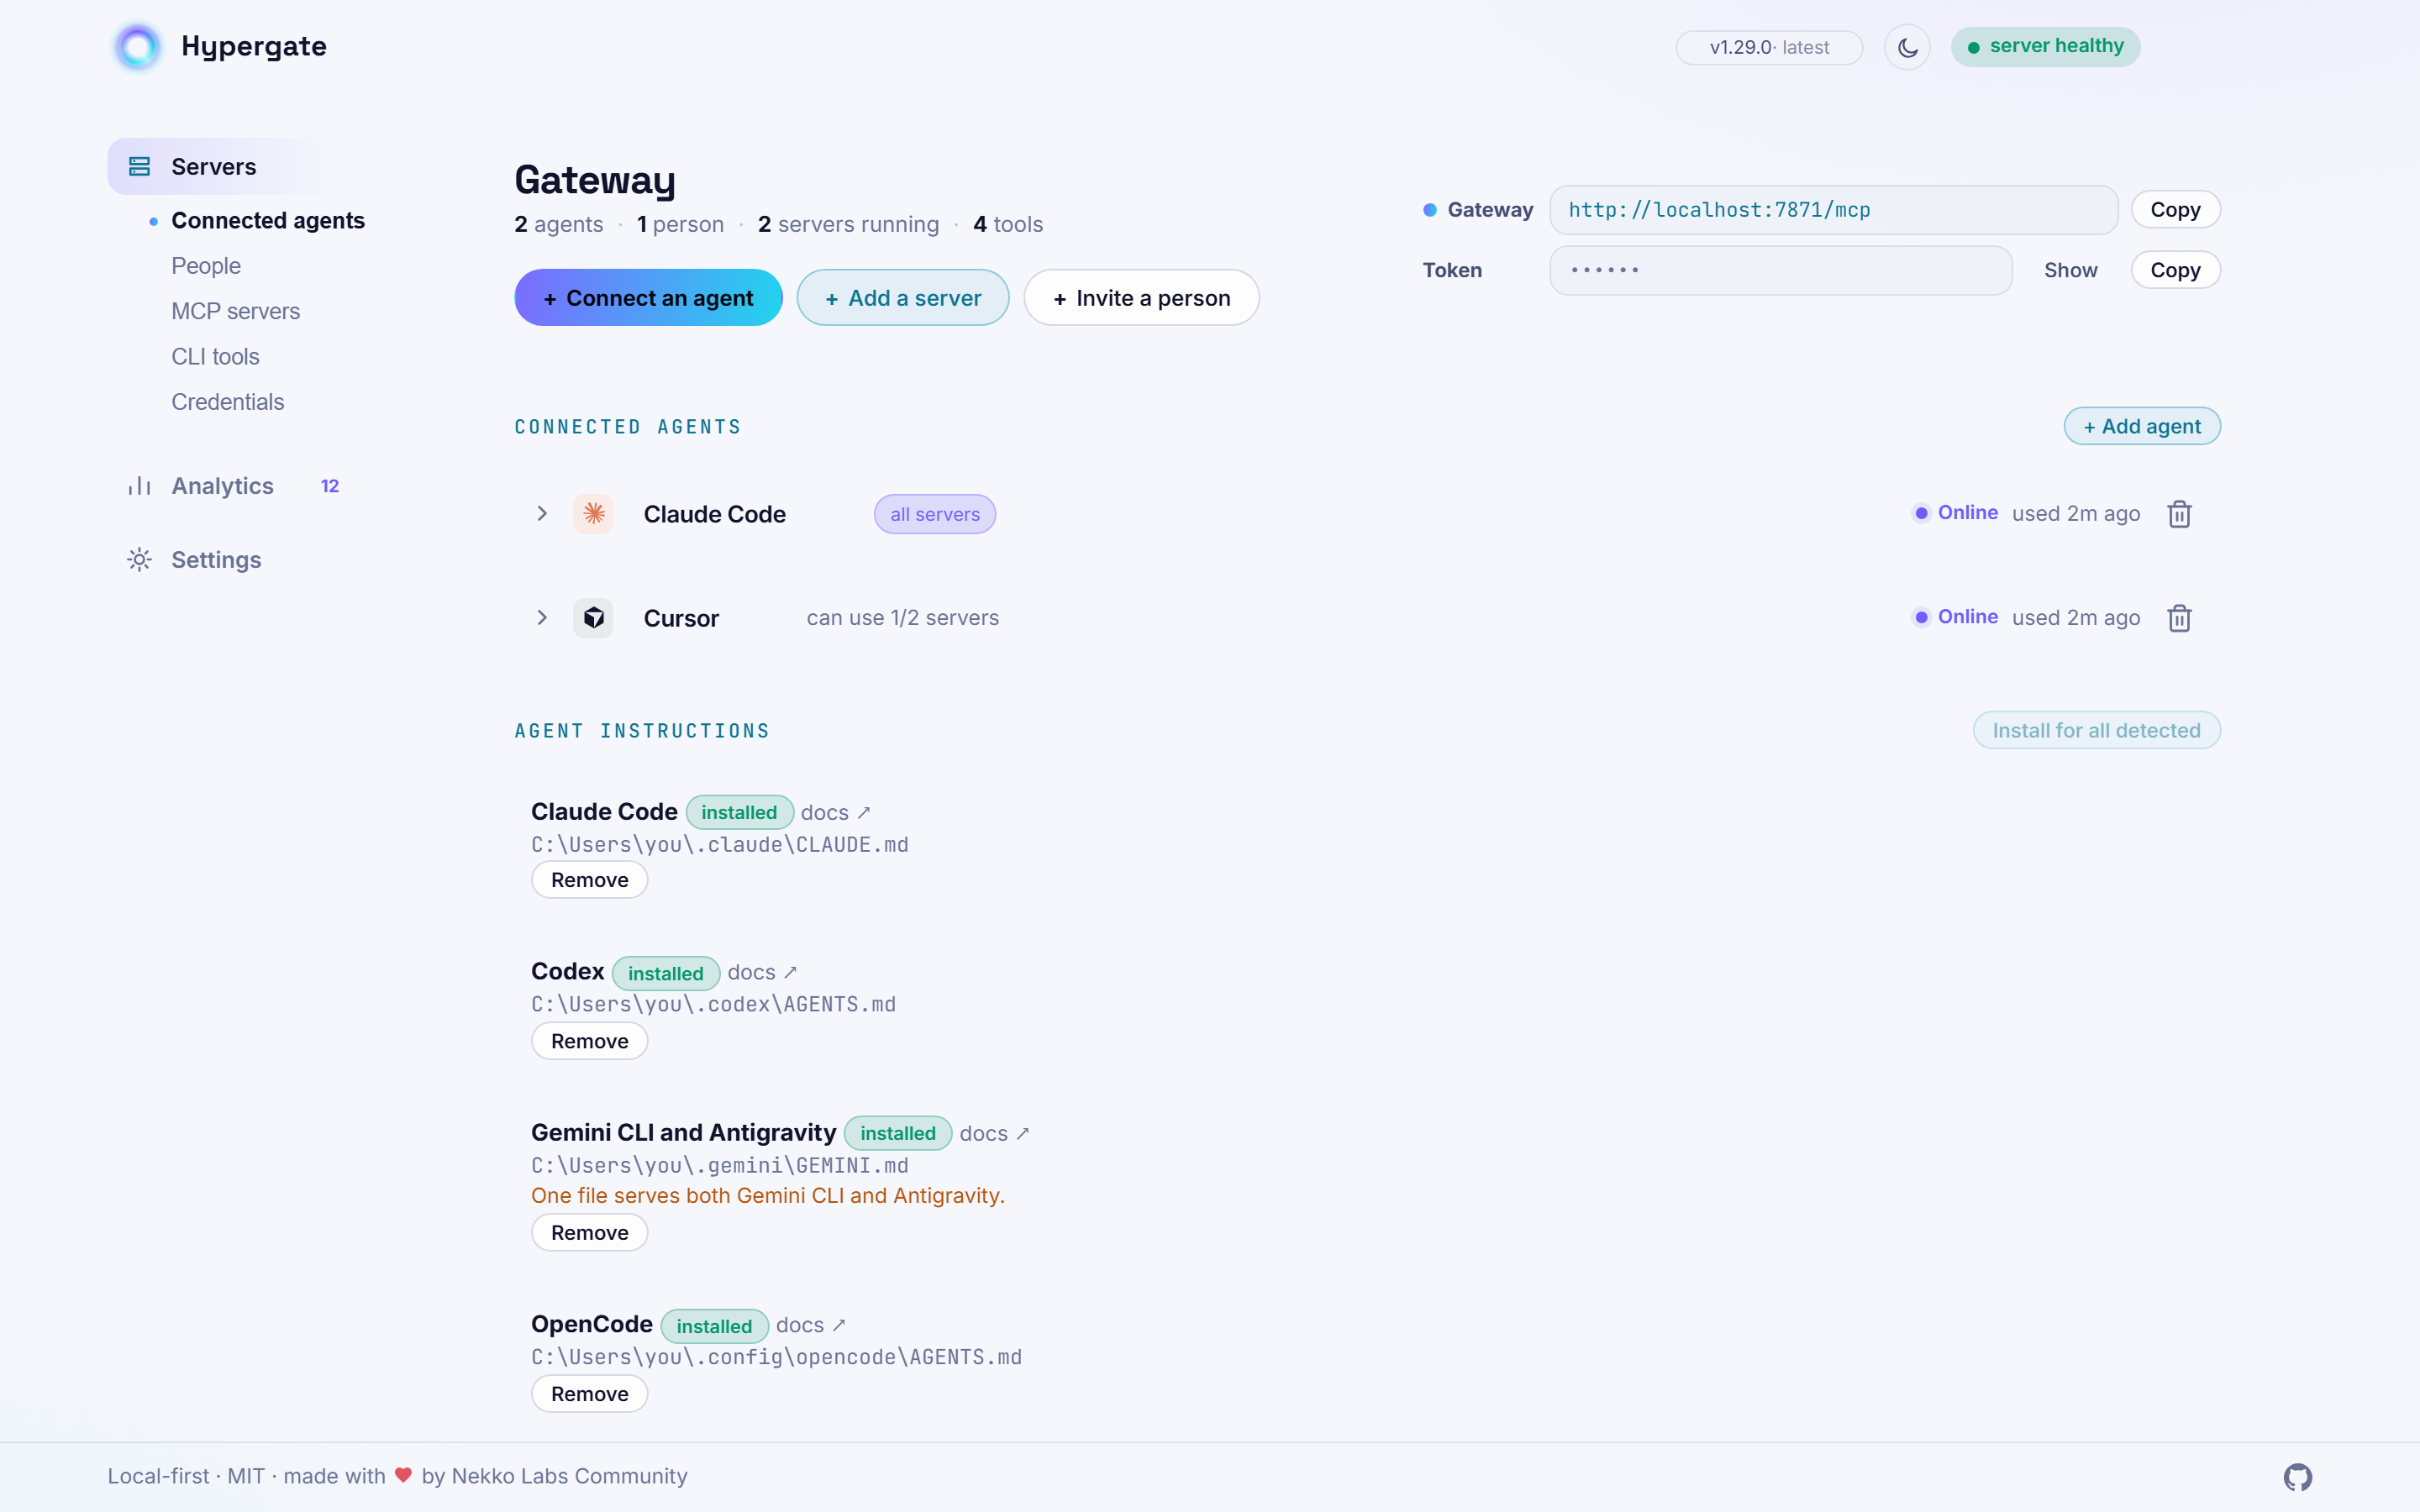 Hypergate
v1.29.0 · latest
server healthy
Servers
Connected agents
People
MCP servers
CLI tools
Credentials
Analytics 12
Settings
Gateway
2 agents · 1 person · 2 servers running · 4 tools
+ Connect an agent
+ Add a server
+ Invite a person
Gateway http://localhost:7871/mcp Copy
Token •••••• Show Copy
CONNECTED AGENTS
+ Add agent
Claude Code all servers Online used 2m ago
Cursor can use 1/2 servers Online used 2m ago
AGENT INSTRUCTIONS
Install for all detected
Claude Code installed docs ↗
C:\Users\you\.claude\CLAUDE.md
Remove
Codex installed docs ↗
C:\Users\you\.codex\AGENTS.md
Remove
Gemini CLI and Antigravity installed docs ↗
C:\Users\you\.gemini\GEMINI.md
One file serves both Gemini CLI and Antigravity.
Remove
OpenCode installed docs ↗
C:\Users\you\.config\opencode\AGENTS.md
Remove
Local-first · MIT · made with ♥ by Nekko Labs Community